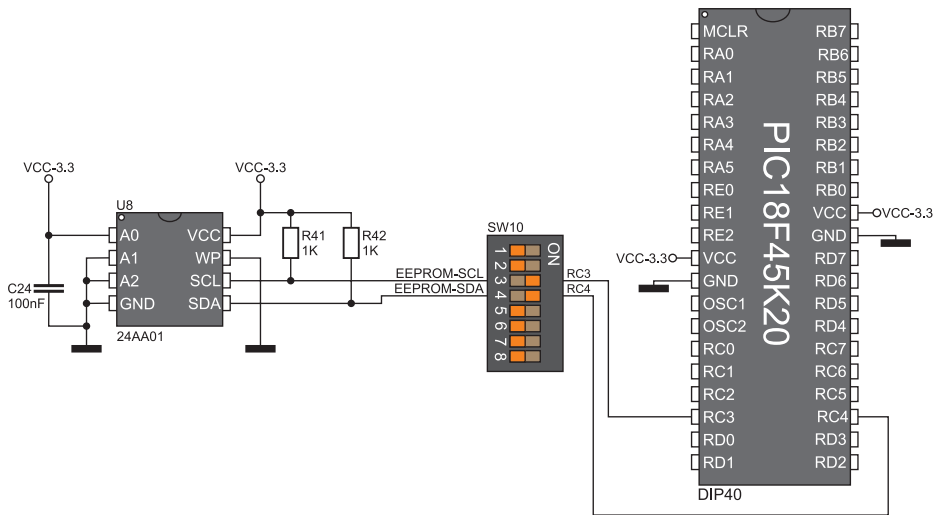 VCC-3.3
VCC-3.3
U8
A0
A1
A2
GND
VCC
WP
SCL
SDA
24AA01
C24
100nF
R41
1K
R42
1K
EEPROM-SCL
EEPROM-SDA
SW10
1
2
3
4
5
6
7
8
ON
RC3
RC4
MCLR
RA0
RA1
RA2
RA3
RA4
RA5
RE0
RE1
RE2
VCC
GND
OSC1
OSC2
RC0
RC1
RC2
RC3
RD0
RD1
PIC18F45K20
RB7
RB6
RB5
RB4
RB3
RB2
RB1
RB0
VCC
GND
RD7
RD6
RD5
RD4
RC7
RC6
RC5
RC4
RD3
RD2
VCC-3.3
VCC-3.3
DIP40